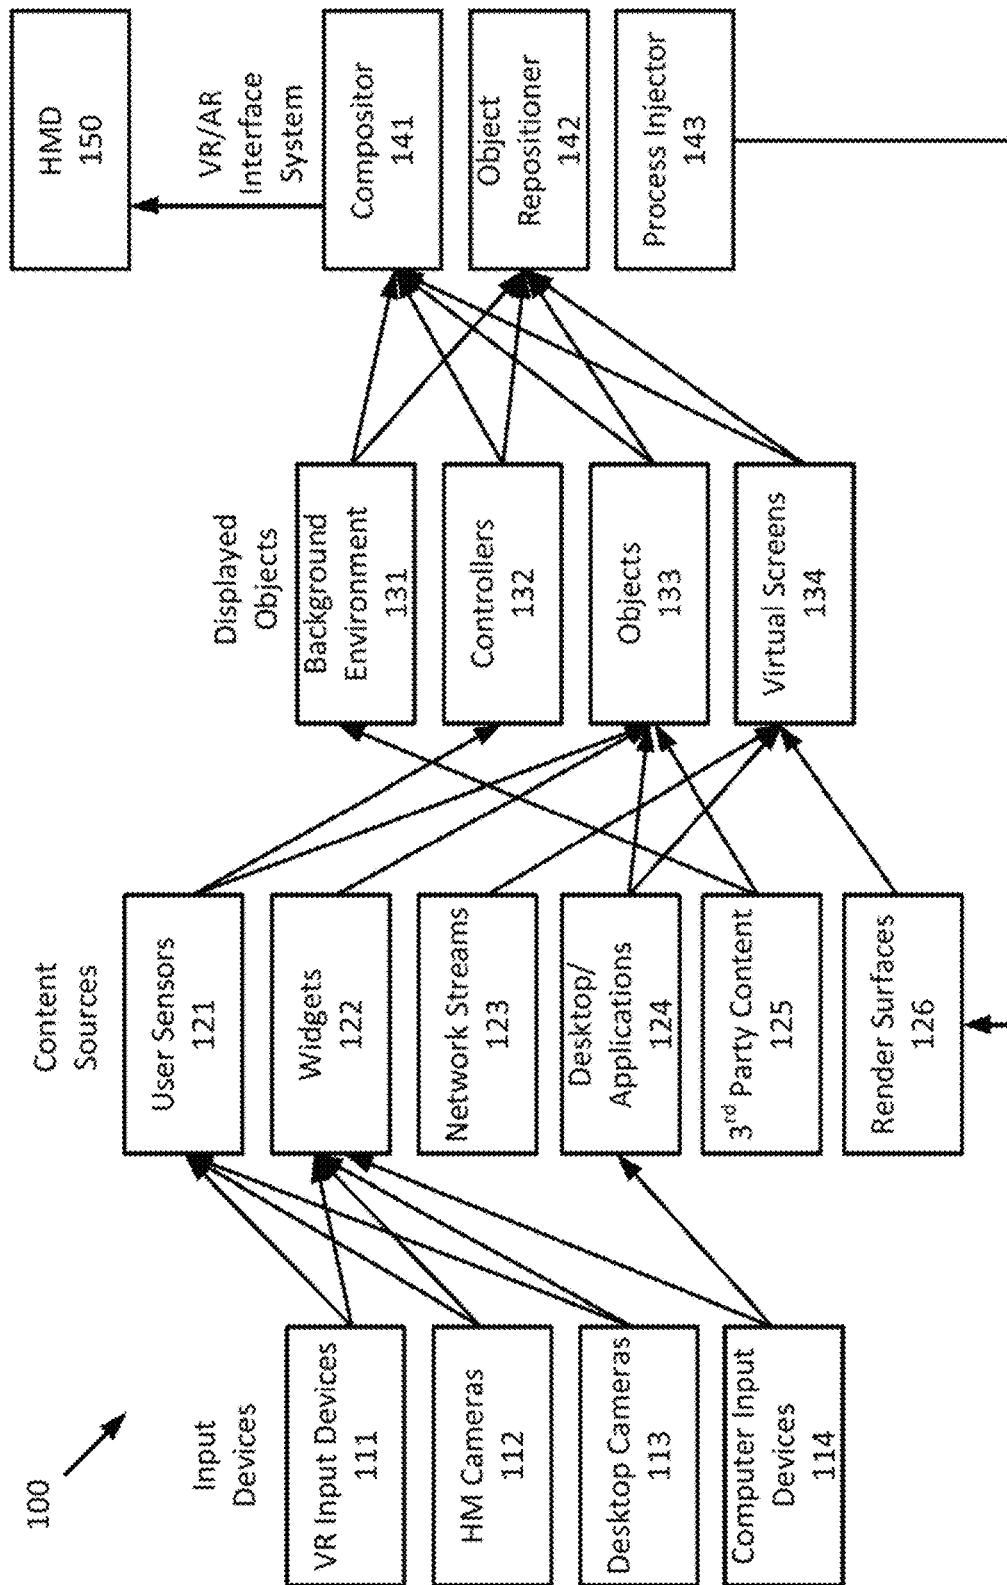 100
Input
Devices
VR Input Devices
111
HM Cameras
112
Desktop Cameras
113
Computer Input
Devices
114
Content
Sources
User Sensors
121
Widgets
122
Network Streams
123
Desktop/
Applications
124
3rd Party Content
125
Render Surfaces
126
Displayed
Objects
Background
Environment
131
Controllers
132
Objects
133
Virtual Screens
134
HMD
150
VR/AR
Interface
System
Compositor
141
Object
Repositioner
142
Process Injector
143